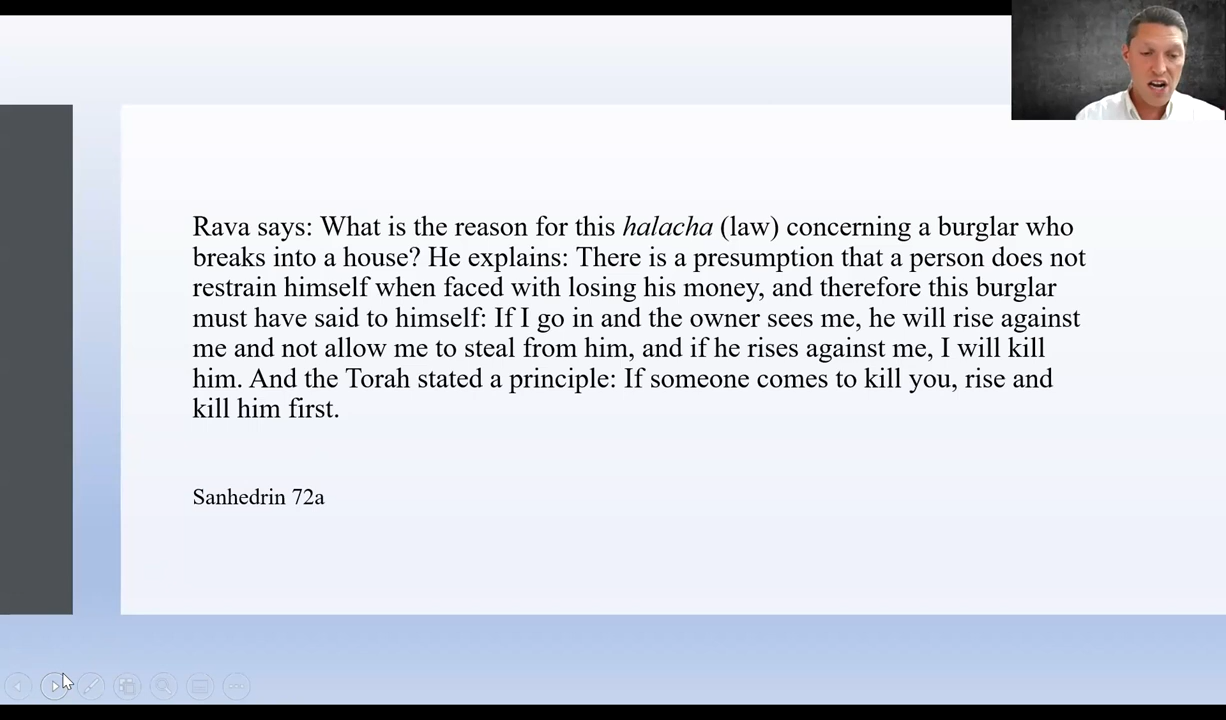 Rava says: What is the reason for this halacha (law) concerning a burglar who
breaks into a house? He explains: There is a presumption that a person does not
restrain himself when faced with losing his money, and therefore this burglar
must have said to himself: If I go in and the owner sees me, he will rise against
me and not allow me to steal from him, and if he rises against me, I will kill
him. And the Torah stated a principle: If someone comes to kill you, rise and
kill him first.
Sanhedrin 72a